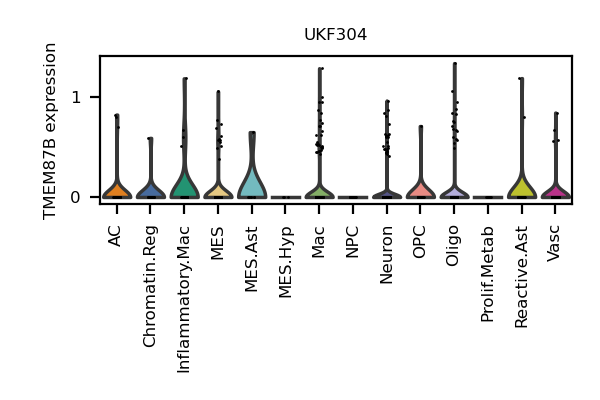 UKF304
TMEM87B expression
1
0
AC
Chromatin.Reg
Inflammatory.Mac
MES
MES.Ast
MES.Hyp
Mac
NPC
Neuron
OPC
Oligo
Prolif.Metab
Reactive.Ast
Vasc